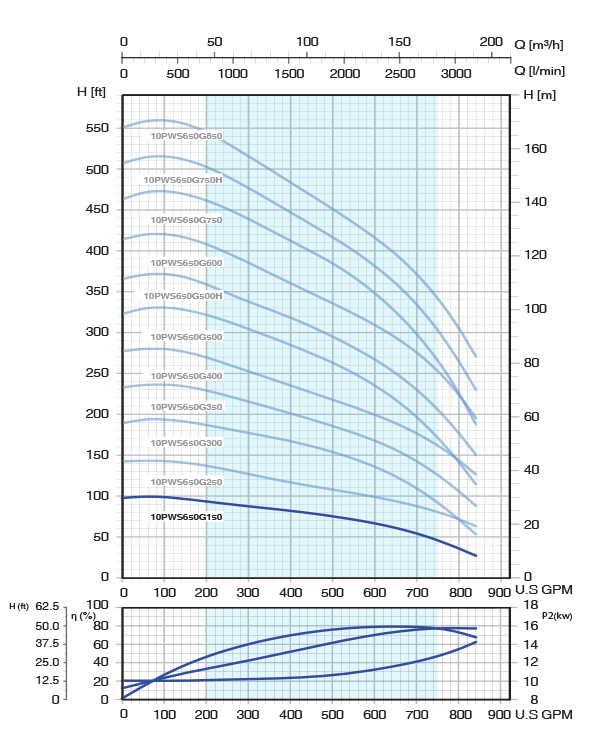 0 50 100 150 200 Q [m³/h]
0 500 1000 1500 2000 2500 3000 Q [l/min]
H [ft] H [m]
550
500
450
400
350
300
250
200
150
100
50
0
10PWS6s0G8s0
10PWS6s0G7s0H
10PWS6s0G7s0
10PWS6s0G600
10PWS6s0Gs00H
10PWS6s0Gs00
10PWS6s0G400
10PWS6s0G3s0
10PWS6s0G300
10PWS6s0G2s0
10PWS6s0G1s0
160
140
120
100
80
60
40
20
0
0 100 200 300 400 500 600 700 800 900 U.S GPM
H (ft) 62.5 η (%) 100 18 P2(kw)
50.0 80 16
37.5 60 14
25.0 40 12
12.5 20 10
0 0 8
0 100 200 300 400 500 600 700 800 900 U.S GPM